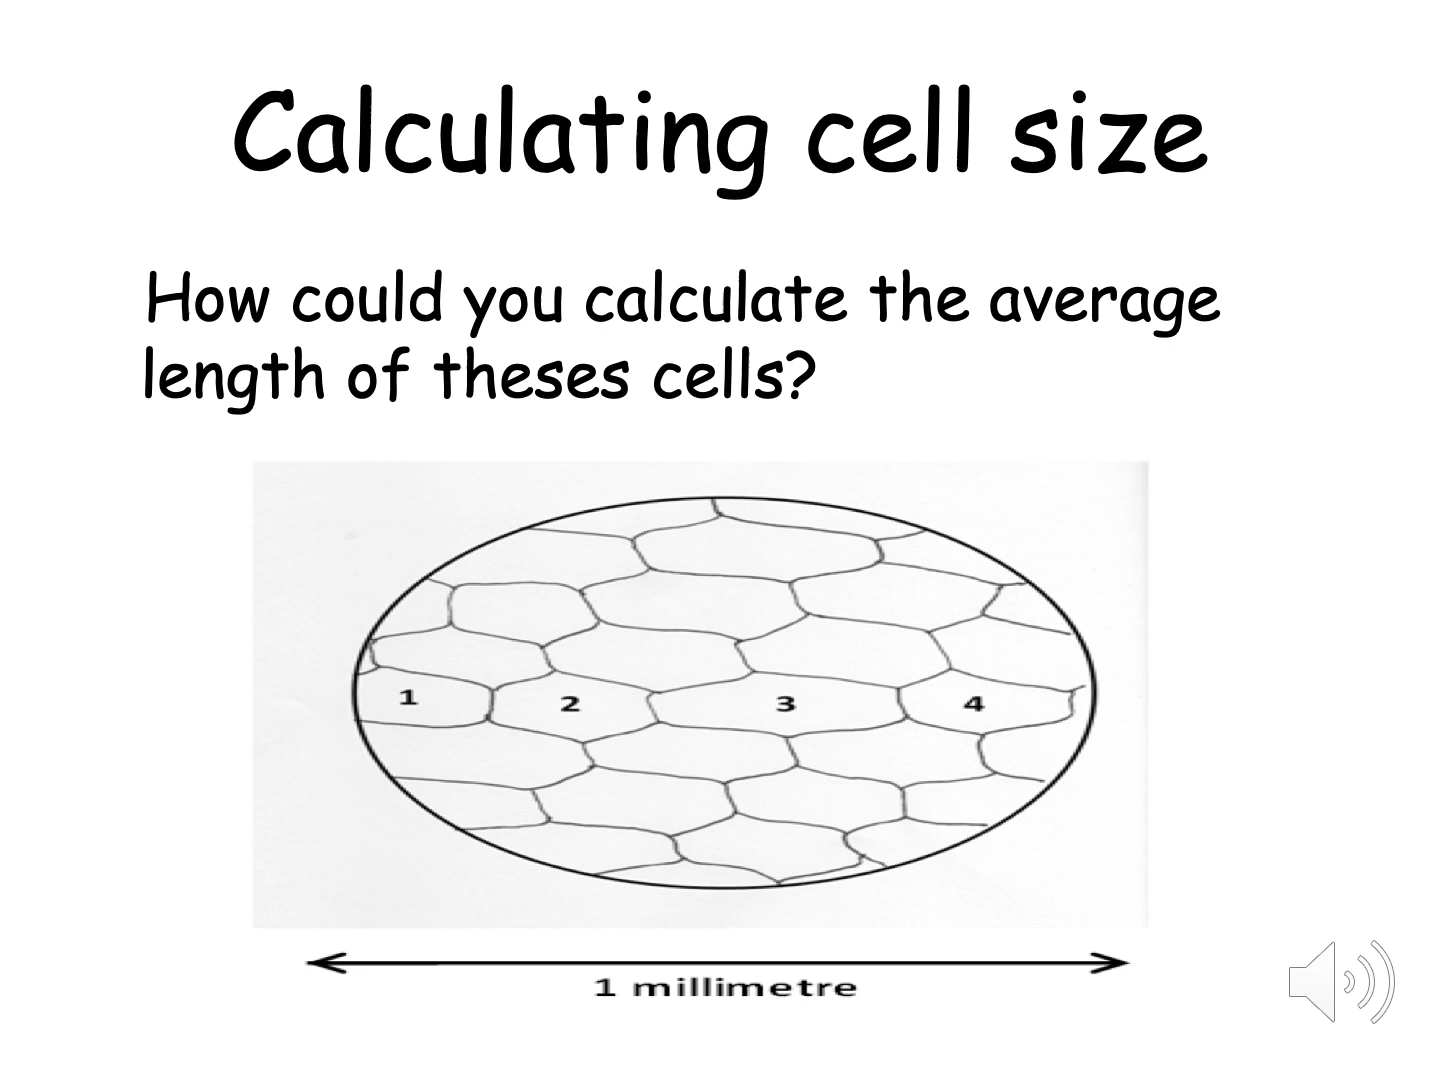 Calculating cell size
How could you calculate the average
length of theses cells?
1 2 3 4
1 millimetre